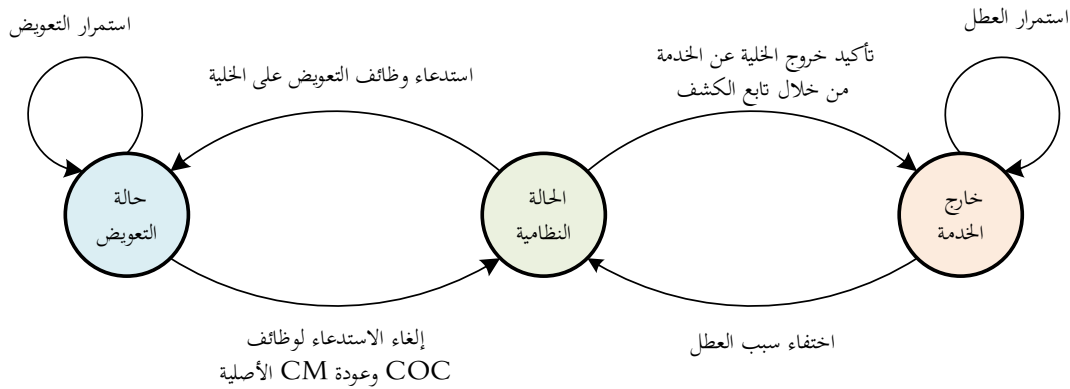 استمرار العطل
استمرار التعويض
تأكيد خروج الخلية عن الخدمة
من خلال تابع الكشف
استدعاء وظائف التعويض على الخلية
خارج
الخدمة
الحالة
النظامية
حالة
التعويض
اختفاء سبب العطل
إلغاء الاستدعاء لوظائف
COC وعودة CM الأصلية